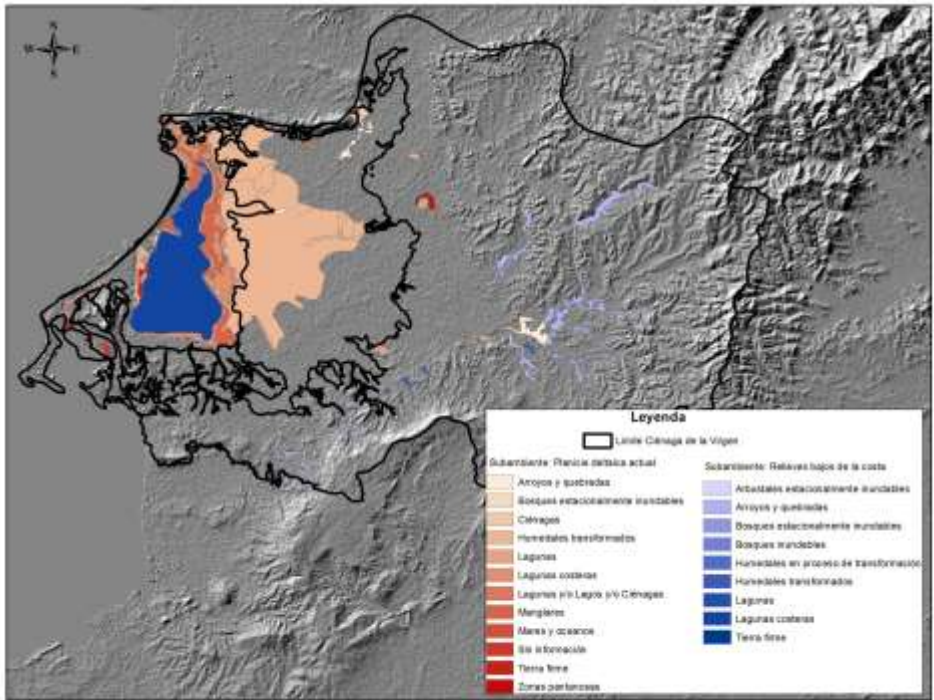 N
W E
S
Leyenda
Límite Ciénaga de la Virgen
Subambiente: Planicie deltaica actual
Arroyos y quebradas
Bosques estacionalmente inundables
Ciénagas
Humedales transformados
Lagunas
Lagunas costeras
Lagunas y/o Lagos y/o Ciénagas
Manglares
Mares y oceanos
Sin información
Tierra firme
Zonas pantanosas
Subambiente: Relieves bajos de la costa
Arbustales estacionalmente inundables
Arroyos y quebradas
Bosques estacionalmente inundables
Bosques inundables
Humedales en proceso de transformación
Humedales transformados
Lagunas
Lagunas costeras
Tierra firme